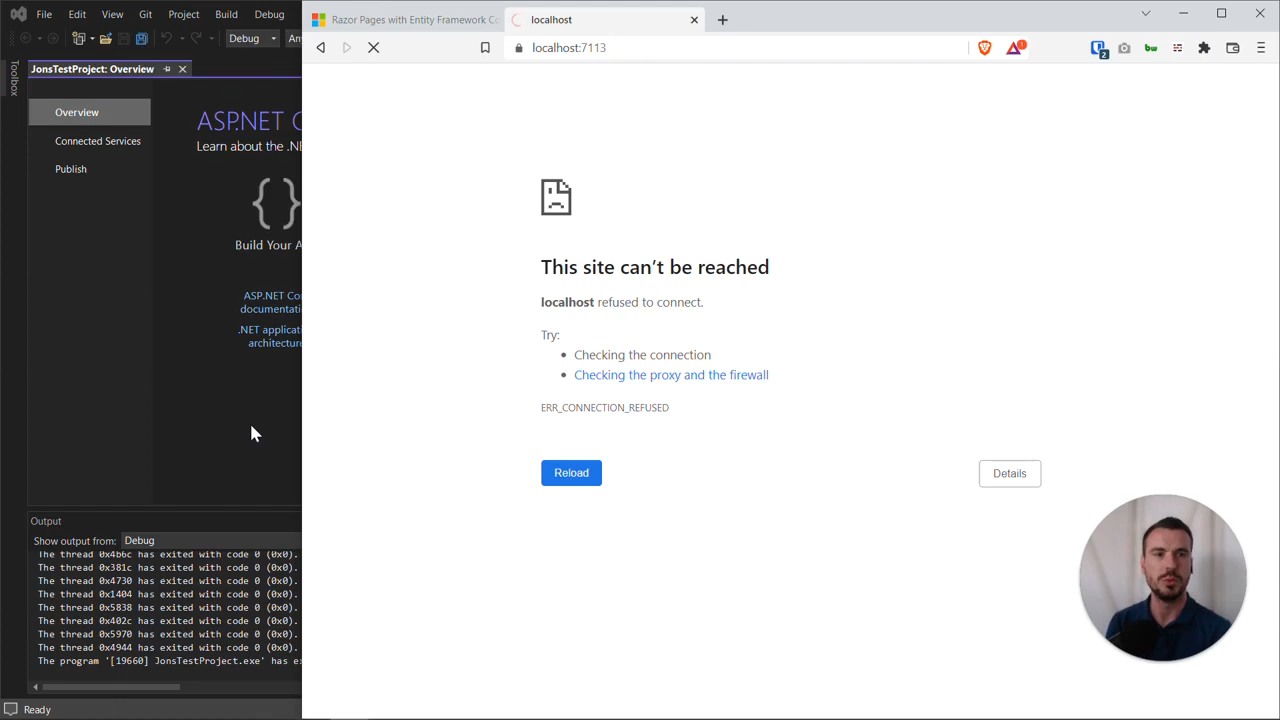 File Edit View Git Project Build Debug
Debug
JonsTestProject: Overview
Toolbox
Overview
Connected Services
Publish
ASP.NET
Learn about the
{}
Build Your
documentati
.NET applicat
architecture
Output
Show output from: Debug
The thread 0x4b6c has exited with code 0 (0x0).
The thread 0x381c has exited with code 0 (0x0).
The thread 0x4730 has exited with code 0 (0x0).
The thread 0x1404 has exited with code 0 (0x0).
The thread 0x5838 has exited with code 0 (0x0).
The thread 0x402c has exited with code 0 (0x0).
The thread 0x5970 has exited with code 0 (0x0).
The thread 0x4944 has exited with code 0 (0x0).
The program '[19660] JonsTestProject.exe' has
Ready
Razor Pages with Entity Framework
localhost
localhost:7113
1
2
bw
This site can't be reached
localhost refused to connect.
Try:
• Checking the connection
• Checking the proxy and the firewall
ERR_CONNECTION_REFUSED
Reload
Details